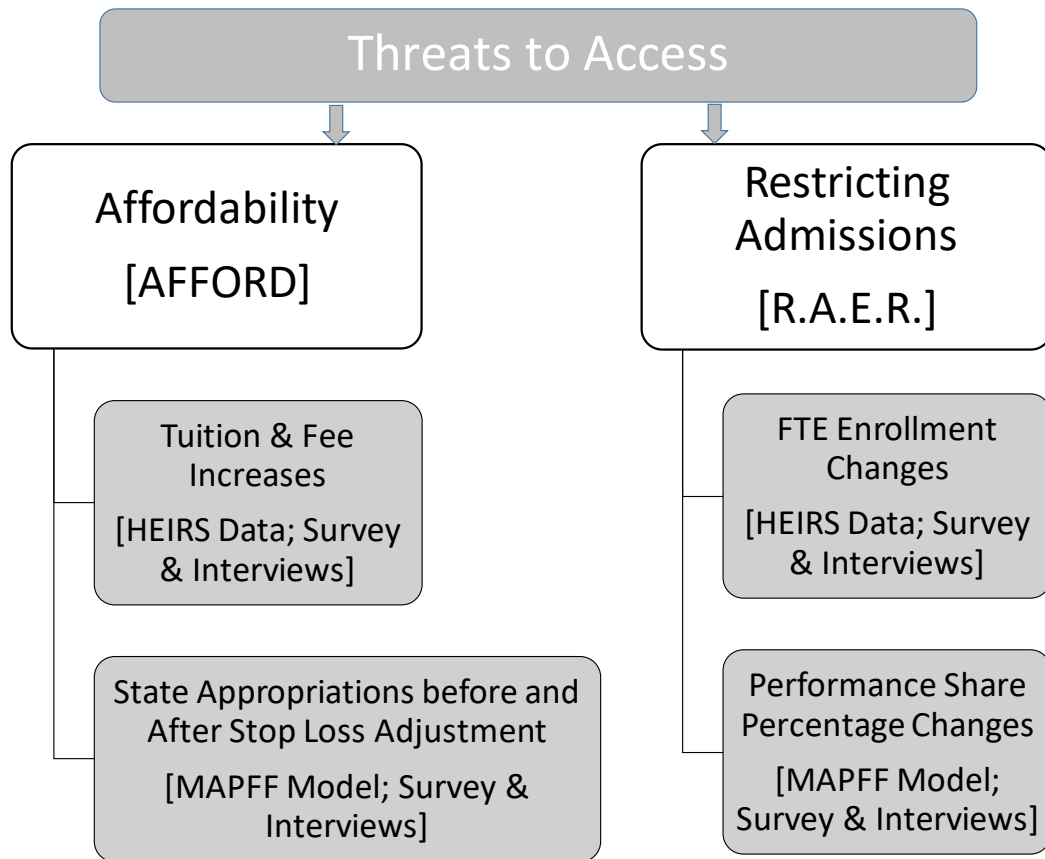 Threats to Access
Affordability
[AFFORD]
Tuition & Fee
Increases
[HEIRS Data; Survey
& Interviews]
State Appropriations before and
After Stop Loss Adjustment
[MAPFF Model; Survey &
Interviews]
Restricting
Admissions
[R.A.E.R.]
FTE Enrollment
Changes
[HEIRS Data; Survey
& Interviews]
Performance Share
Percentage Changes
[MAPFF Model;
Survey & Interviews]